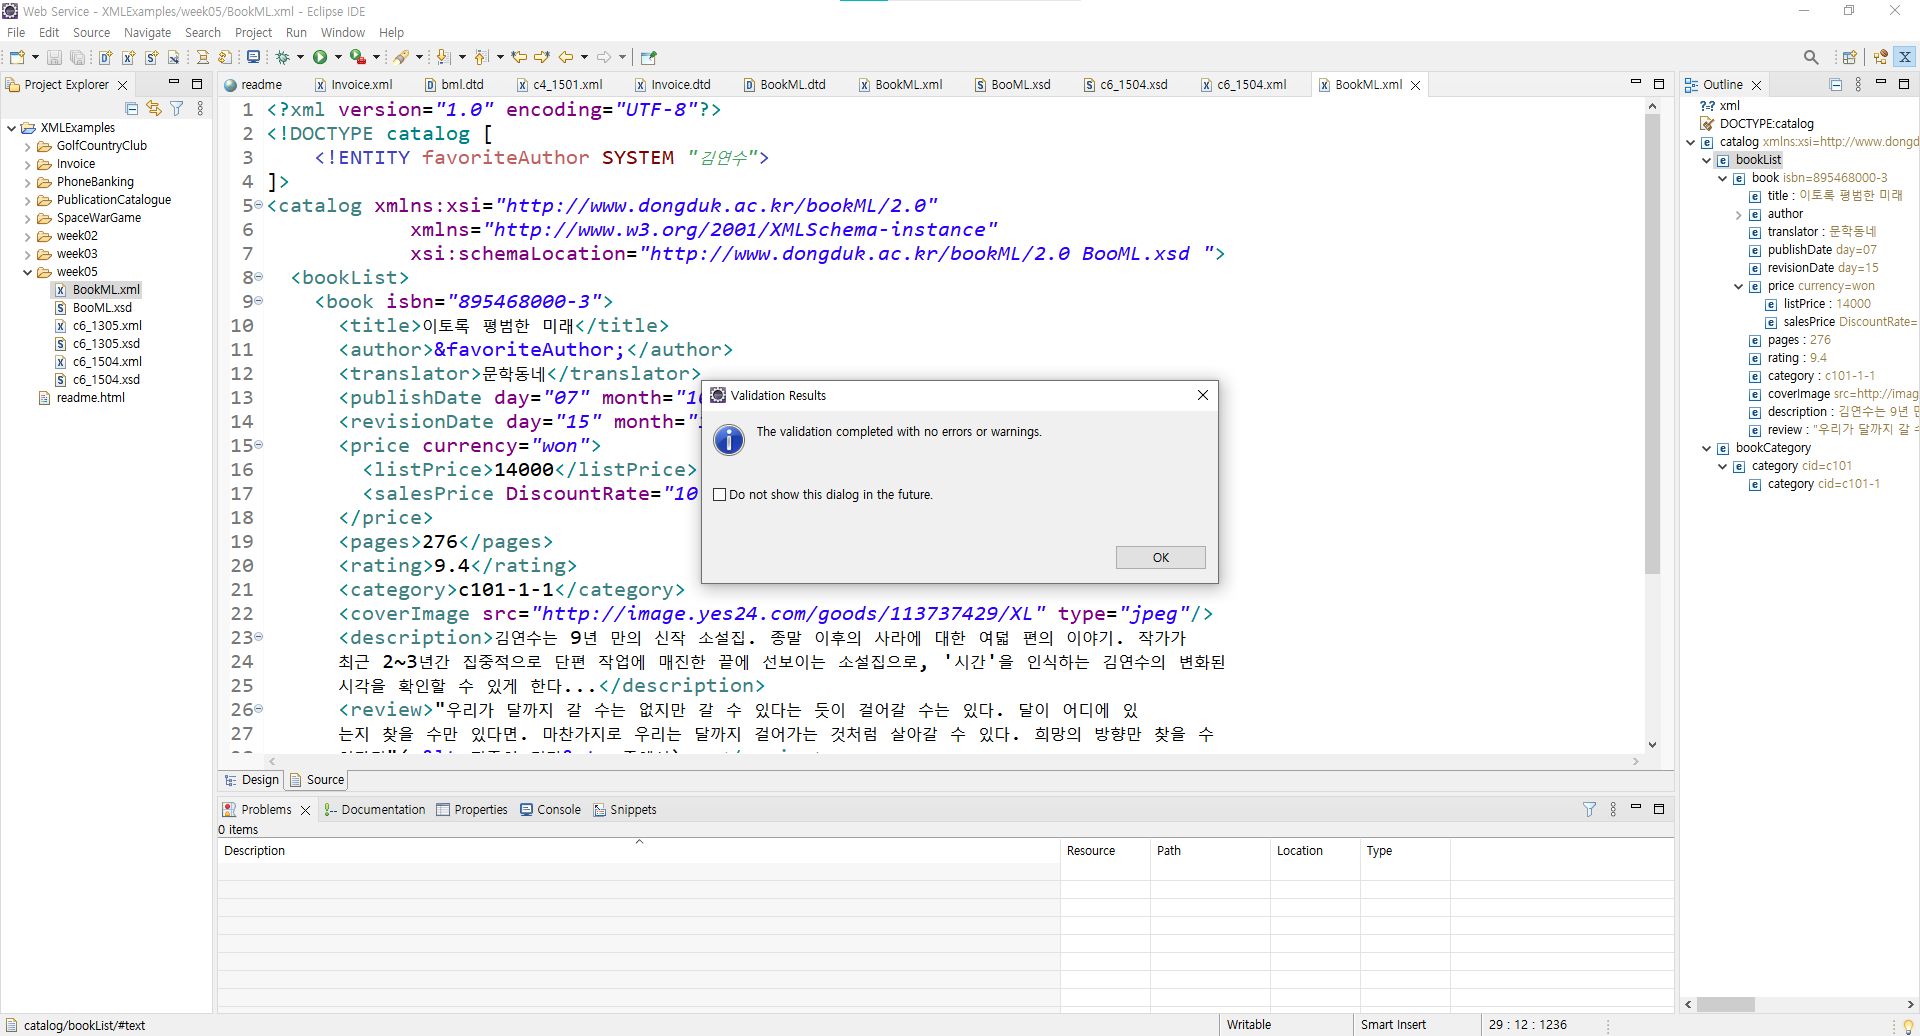 Web Service - XMLExamples/week05/BookML.xml - Eclipse IDE
File Edit Source Navigate Search Project Run Window Help
Project Explorer
XMLExamples
GolfCountryClub
Invoice
PhoneBanking
PublicationCatalogue
SpaceWarGame
week02
week03
week05
BookML.xml
BooML.xsd
c6_1305.xml
c6_1305.xsd
c6_1504.xml
c6_1504.xsd
readme.html
readme Invoice.xml bml.dtd c4_1501.xml Invoice.dtd BookML.dtd BookML.xml BooML.xsd c6_1504.xsd c6_1504.xml BookML.xml
1 <?xml version="1.0" encoding="UTF-8"?>
2 <!DOCTYPE catalog [
3 <!ENTITY favoriteAuthor SYSTEM "김연수">
4 ]>
5 <catalog xmlns:xsi="http://www.dongduk.ac.kr/bookML/2.0"
6 xmlns="http://www.w3.org/2001/XMLSchema-instance"
7 xsi:schemaLocation="http://www.dongduk.ac.kr/bookML/2.0 BooML.xsd ">
8 <bookList>
9 <book isbn="895468000-3">
10 <title>이토록 평범한 미래</title>
11 <author>&favoriteAuthor;</author>
12 <translator>문학동네</translator>
13 <publishDate day="07" month="1
14 <revisionDate day="15" month="
15 <price currency="won">
16 <listPrice>14000</listPrice>
17 <salesPrice DiscountRate="10
18 </price>
19 <pages>276</pages>
20 <rating>9.4</rating>
21 <category>c101-1-1</category>
22 <coverImage src="http://image.yes24.com/goods/113737429/XL" type="jpeg"/>
23 <description>김연수는 9년 만의 신작 소설집. 종말 이후의 사라에 대한 여덟 편의 이야기. 작가가
24 최근 2~3년간 집중적으로 단편 작업에 매진한 끝에 선보이는 소설집으로, '시간'을 인식하는 김연수의 변화된
25 시각을 확인할 수 있게 한다...</description>
26 <review>"우리가 달까지 갈 수는 없지만 갈 수 있다는 듯이 걸어갈 수는 있다. 달이 어디에 있
27 는지 찾을 수만 있다면. 마찬가지로 우리는 달까지 걸어가는 것처럼 살아갈 수 있다. 희망의 방향만 찾을 수
Validation Results
The validation completed with no errors or warnings.
Do not show this dialog in the future.
OK
Design Source
Problems Documentation Properties Console Snippets
0 items
Description Resource Path Location Type
Outline
?-? xml
DOCTYPE:catalog
catalog xmlns:xsi=http://www.dongd
bookList
book isbn=895468000-3
title : 이토록 평범한 미래
author
translator : 문학동네
publishDate day=07
revisionDate day=15
price currency=won
listPrice : 14000
salesPrice DiscountRate=
pages : 276
rating : 9.4
category : c101-1-1
coverImage src=http://imag
description : 김연수는 9년 만
review : "우리가 달까지 갈 수
bookCategory
category cid=c101
category cid=c101-1
catalog/bookList/#text
Writable Smart Insert 29 : 12 : 1236